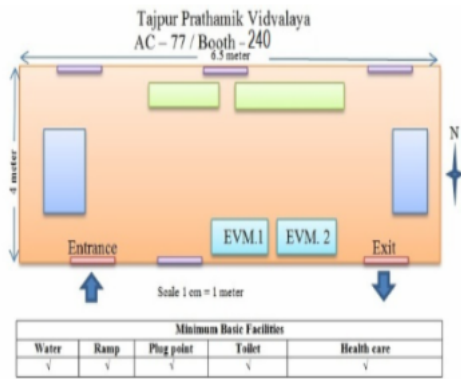 Tajpur Prathamik Vidvalaya
AC – 77 / Booth – 240
6.5 meter
4 meter
N
EVM.1 EVM. 2
Entrance Exit
Scale 1 cm = 1 meter
Minimum Basic Facilities
Water Ramp Plug point Toilet Health care
√ √ √ √ √